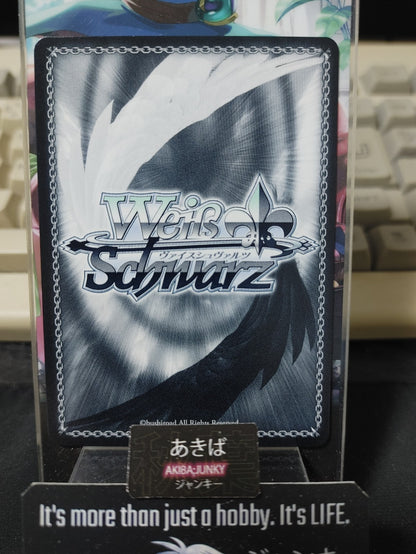 Weiß
Schwarz
ヴァイスシュヴァルツ
©bushiroad All Rights Reserved.
あきば
AKIBA-JUNKY
ジャンキー
It's more than just a hobby. It's LIFE.